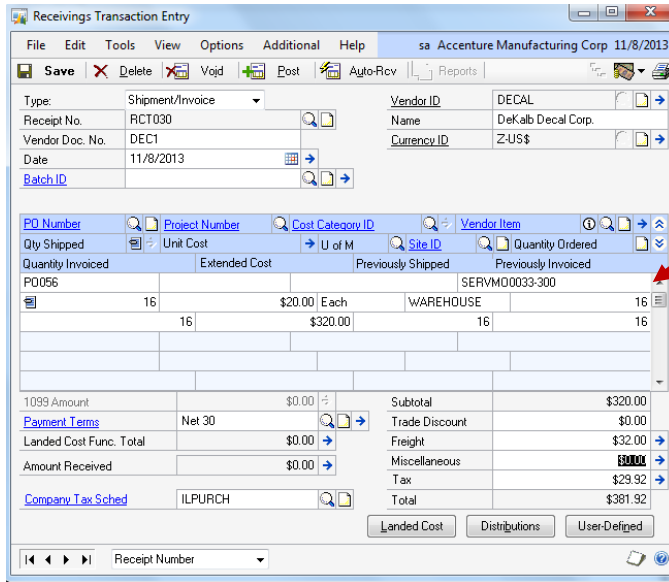 Receivings Transaction Entry
File Edit Tools View Options Additional Help sa Accenture Manufacturing Corp 11/8/2013
Save Delete Void Post Auto-Rcv Reports
Type: Shipment/Invoice Vendor ID DECAL
Receipt No. RCT030 Name DeKalb Decal Corp.
Vendor Doc. No. DEC1 Currency ID Z-US$
Date 11/8/2013
Batch ID
PO Number Project Number Cost Category ID Vendor Item
Qty Shipped Unit Cost U of M Site ID Quantity Ordered
Quantity Invoiced Extended Cost Previously Shipped Previously Invoiced
PO056 SERVMO0033-300
16 $20.00 Each WAREHOUSE 16
16 $320.00 16 16
1099 Amount $0.00 Subtotal $320.00
Payment Terms Net 30 Trade Discount $0.00
Landed Cost Func. Total $0.00 Freight $32.00
Amount Received $0.00 Miscellaneous $0.00
Tax $29.92
Company Tax Sched ILPURCH Total $381.92
Landed Cost Distributions User-Defined
Receipt Number